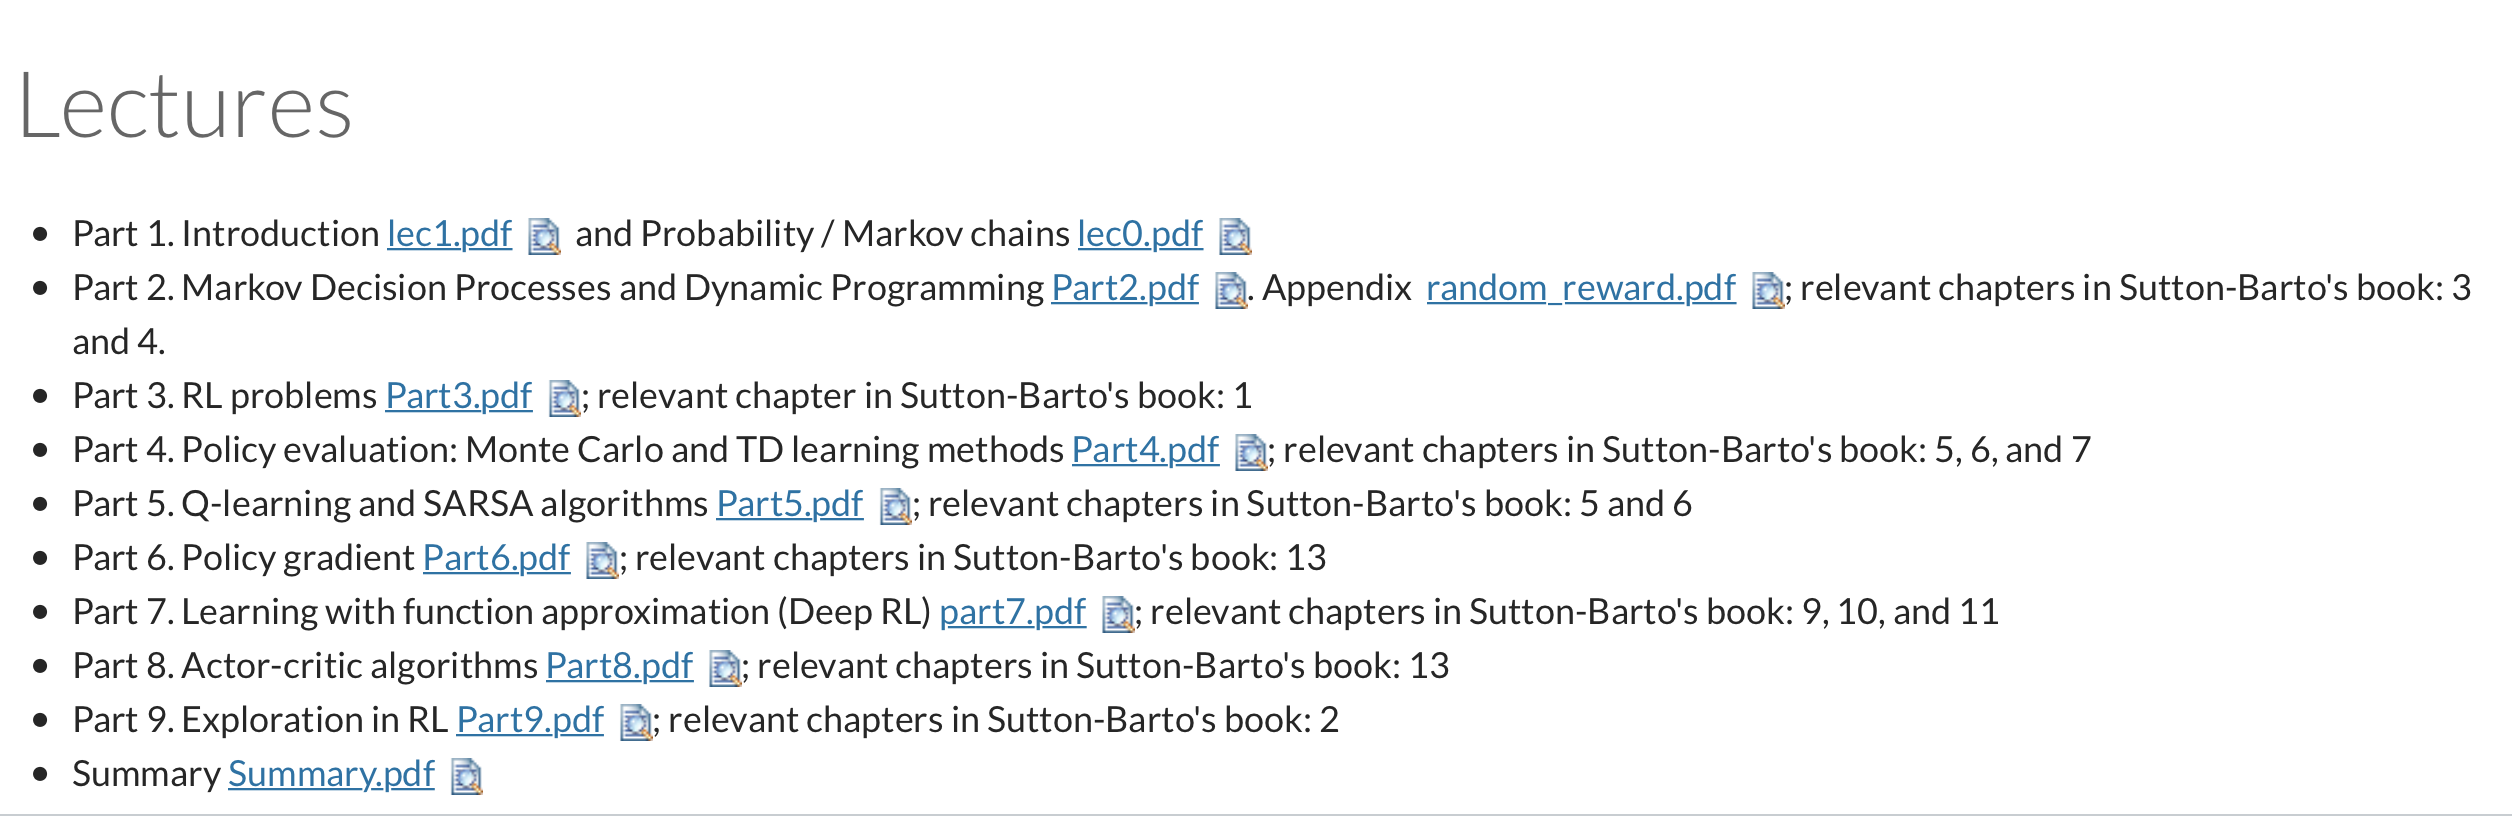 Lectures
Part 1. Introduction lec1.pdf and Probability / Markov chains lec0.pdf
Part 2. Markov Decision Processes and Dynamic Programming Part2.pdf . Appendix random_reward.pdf ; relevant chapters in Sutton-Barto's book: 3
and 4.
Part 3. RL problems Part3.pdf ; relevant chapter in Sutton-Barto's book: 1
Part 4. Policy evaluation: Monte Carlo and TD learning methods Part4.pdf ; relevant chapters in Sutton-Barto's book: 5, 6, and 7
Part 5. Q-learning and SARSA algorithms Part5.pdf ; relevant chapters in Sutton-Barto's book: 5 and 6
Part 6. Policy gradient Part6.pdf ; relevant chapters in Sutton-Barto's book: 13
Part 7. Learning with function approximation (Deep RL) part7.pdf ; relevant chapters in Sutton-Barto's book: 9, 10, and 11
Part 8. Actor-critic algorithms Part8.pdf ; relevant chapters in Sutton-Barto's book: 13
Part 9. Exploration in RL Part9.pdf ; relevant chapters in Sutton-Barto's book: 2
Summary Summary.pdf